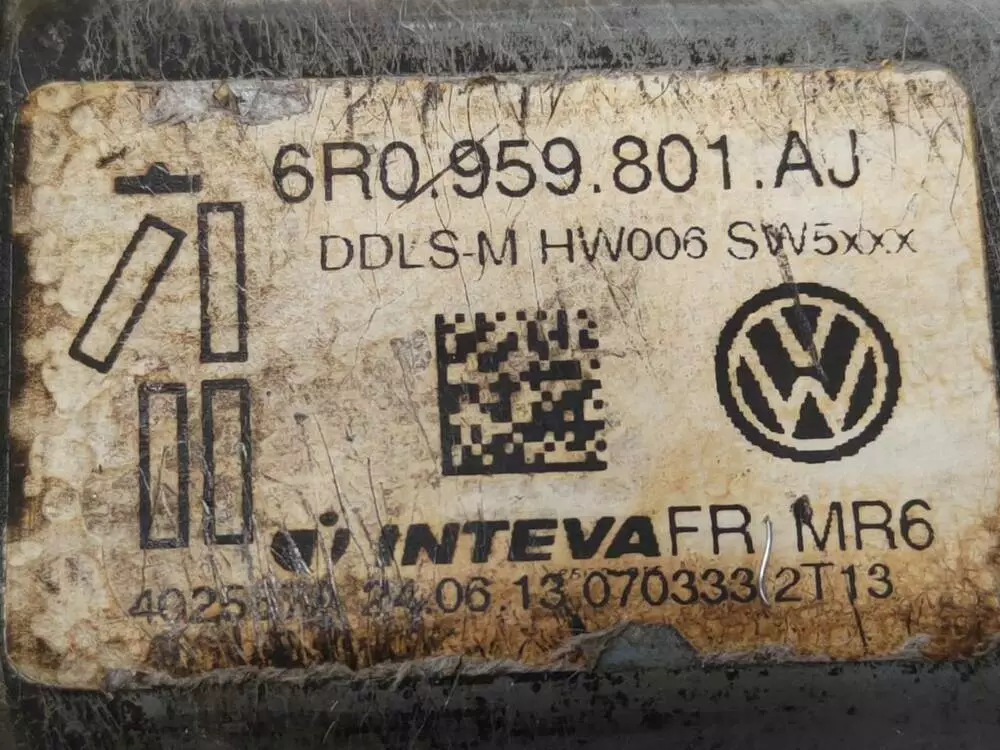 6R0.959.801.AJ
DDLS-M HW006 SW5xxx
INTEVA FR MR6
24.06.13 070333 2T13